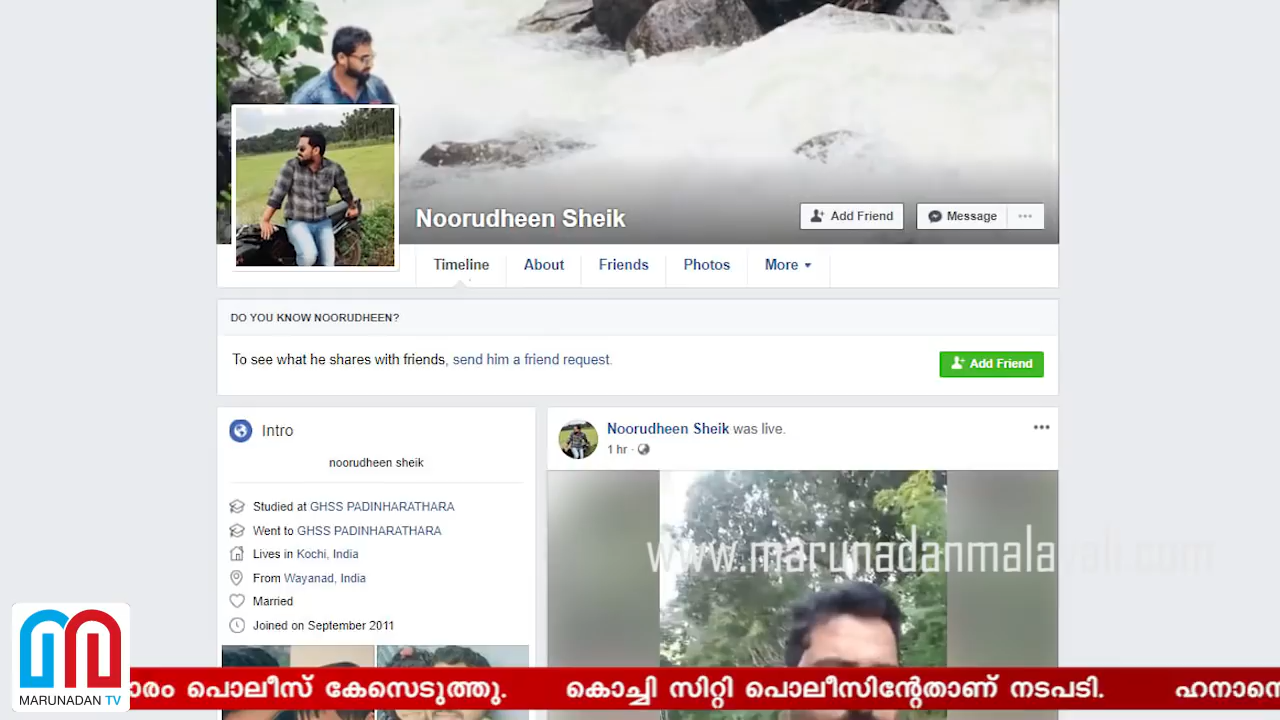 Noorudheen Sheik
Add Friend
Message
Timeline
About
Friends
Photos
More
DO YOU KNOW NOORUDHEEN?
To see what he shares with friends, send him a friend request.
Add Friend
Intro
noorudheen sheik
Studied at GHSS PADINHARATHARA
Went to GHSS PADINHARATHARA
Lives in Kochi, India
From Wayanad, India
Married
Joined on September 2011
Noorudheen Sheik was live.
1 hr
www.marunadanmalayali.com
MARUNADAN TV
പൊലീസ് കേസെടുത്തു. കൊച്ചി സിറ്റി പൊലീസിന്റേതാണ് നടപടി.